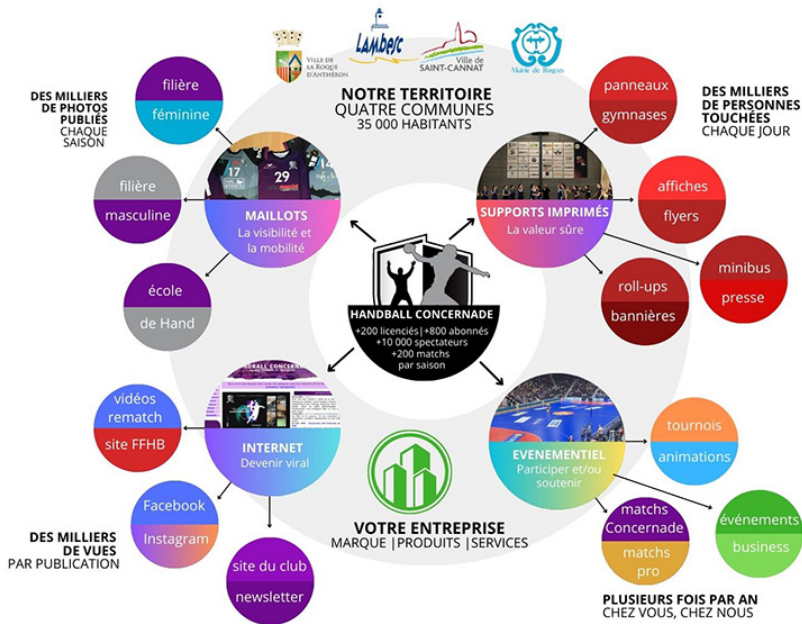 VILLE DE
LA ROQUE
D'ANTHÉRON
LAMBESC
Ville de
SAINT-CANNAT
Mairie de Rognes
NOTRE TERRITOIRE
QUATRE COMMUNES
35 000 HABITANTS
DES MILLIERS
DE PHOTOS
PUBLIÉS
CHAQUE
SAISON
filière
féminine
filière
masculine
école
de Hand
17
29
14
MAILLOTS
La visibilité et
la mobilité
SUPPORTS IMPRIMÉS
La valeur sûre
panneaux
gymnases
DES MILLIERS
DE PERSONNES
TOUCHÉES
CHAQUE JOUR
affiches
flyers
minibus
presse
roll-ups
bannières
HANDBALL CONCERNADE
+200 licenciés|+800 abonnés
+10 000 spectateurs
+200 matchs
par saison
HANDBALL CONCERNADE
INTERNET
Devenir viral
vidéos
rematch
site FFHB
Facebook
Instagram
DES MILLIERS
DE VUES
PAR PUBLICATION
site du club
newsletter
VOTRE ENTREPRISE
MARQUE |PRODUITS |SERVICES
EVENEMENTIEL
Participer et/ou
soutenir
tournois
animations
matchs
Concernade
matchs
pro
événements
business
PLUSIEURS FOIS PAR AN
CHEZ VOUS, CHEZ NOUS